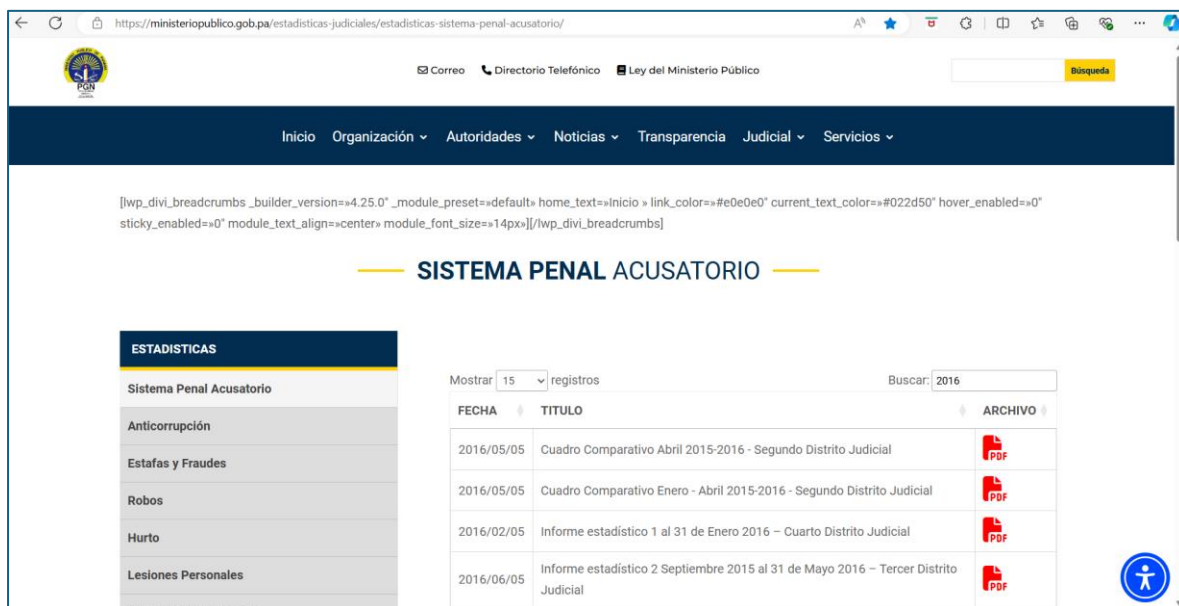 https://ministeriopublico.gob.pa/estadisticas-judiciales/estadisticas-sistema-penal-acusatorio/
PGN
Correo Directorio Telefónico Ley del Ministerio Público
Búsqueda
Inicio Organización Autoridades Noticias Transparencia Judicial Servicios
[lwp_divi_breadcrumbs _builder_version=»4.25.0" _module_preset=»default» home_text=»Inicio » link_color=»#e0e0e0" current_text_color=»#022d50" hover_enabled=»0"
sticky_enabled=»0" module_text_align=»center» module_font_size=»14px»][/lwp_divi_breadcrumbs]
SISTEMA PENAL ACUSATORIO
ESTADISTICAS
Sistema Penal Acusatorio
Anticorrupción
Estafas y Fraudes
Robos
Hurto
Lesiones Personales
Mostrar 15 registros Buscar: 2016
FECHA TITULO ARCHIVO
2016/05/05 Cuadro Comparativo Abril 2015-2016 - Segundo Distrito Judicial PDF
2016/05/05 Cuadro Comparativo Enero - Abril 2015-2016 - Segundo Distrito Judicial PDF
2016/02/05 Informe estadístico 1 al 31 de Enero 2016 – Cuarto Distrito Judicial PDF
2016/06/05 Informe estadístico 2 Septiembre 2015 al 31 de Mayo 2016 – Tercer Distrito
Judicial PDF